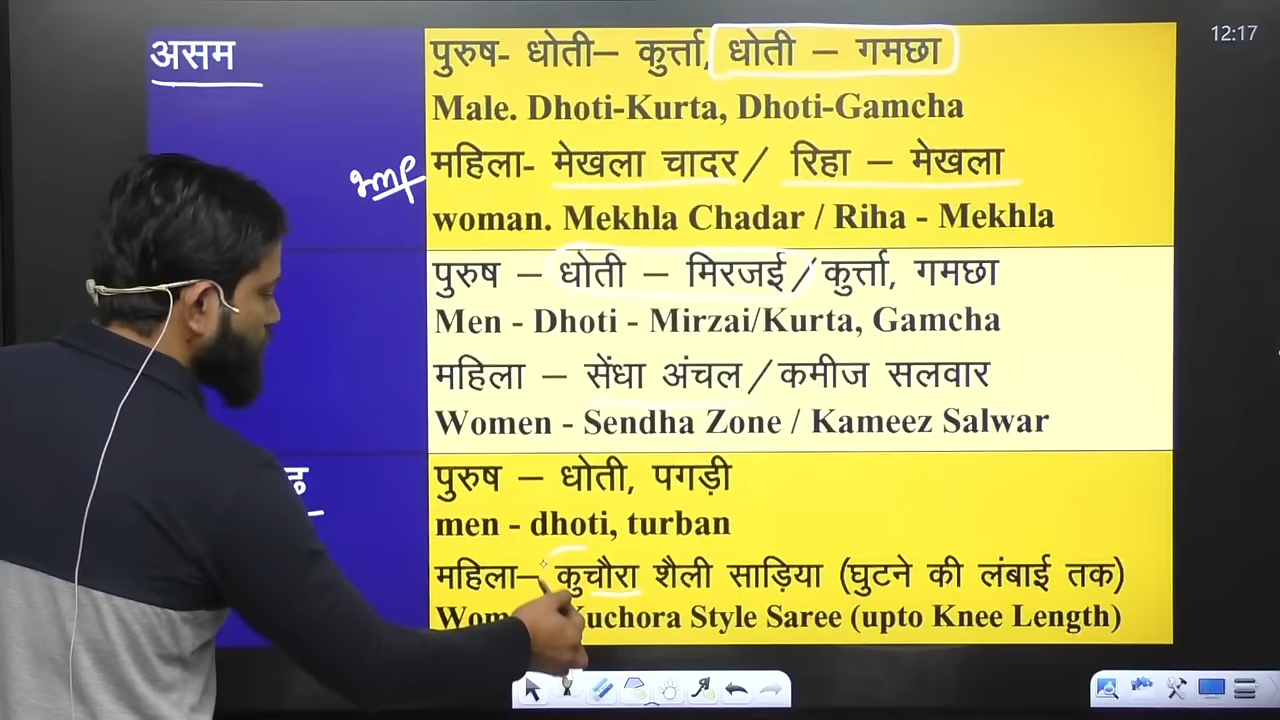 12:17
असम
पुरुष- धोती– कुर्त्ता, धोती – गमछा
Male. Dhoti-Kurta, Dhoti-Gamcha
Imp
महिला- मेखला चादर/ रिहा – मेखला
woman. Mekhla Chadar / Riha - Mekhla
पुरुष – धोती – मिरजई/कुर्त्ता, गमछा
Men - Dhoti - Mirzai/Kurta, Gamcha
महिला – सेंधा अंचल/कमीज सलवार
Women - Sendha Zone / Kameez Salwar
पुरुष – धोती, पगड़ी
men - dhoti, turban
महिला– कुचौरा शैली साड़िया (घुटने की लंबाई तक)
Style Saree (upto Knee Length)